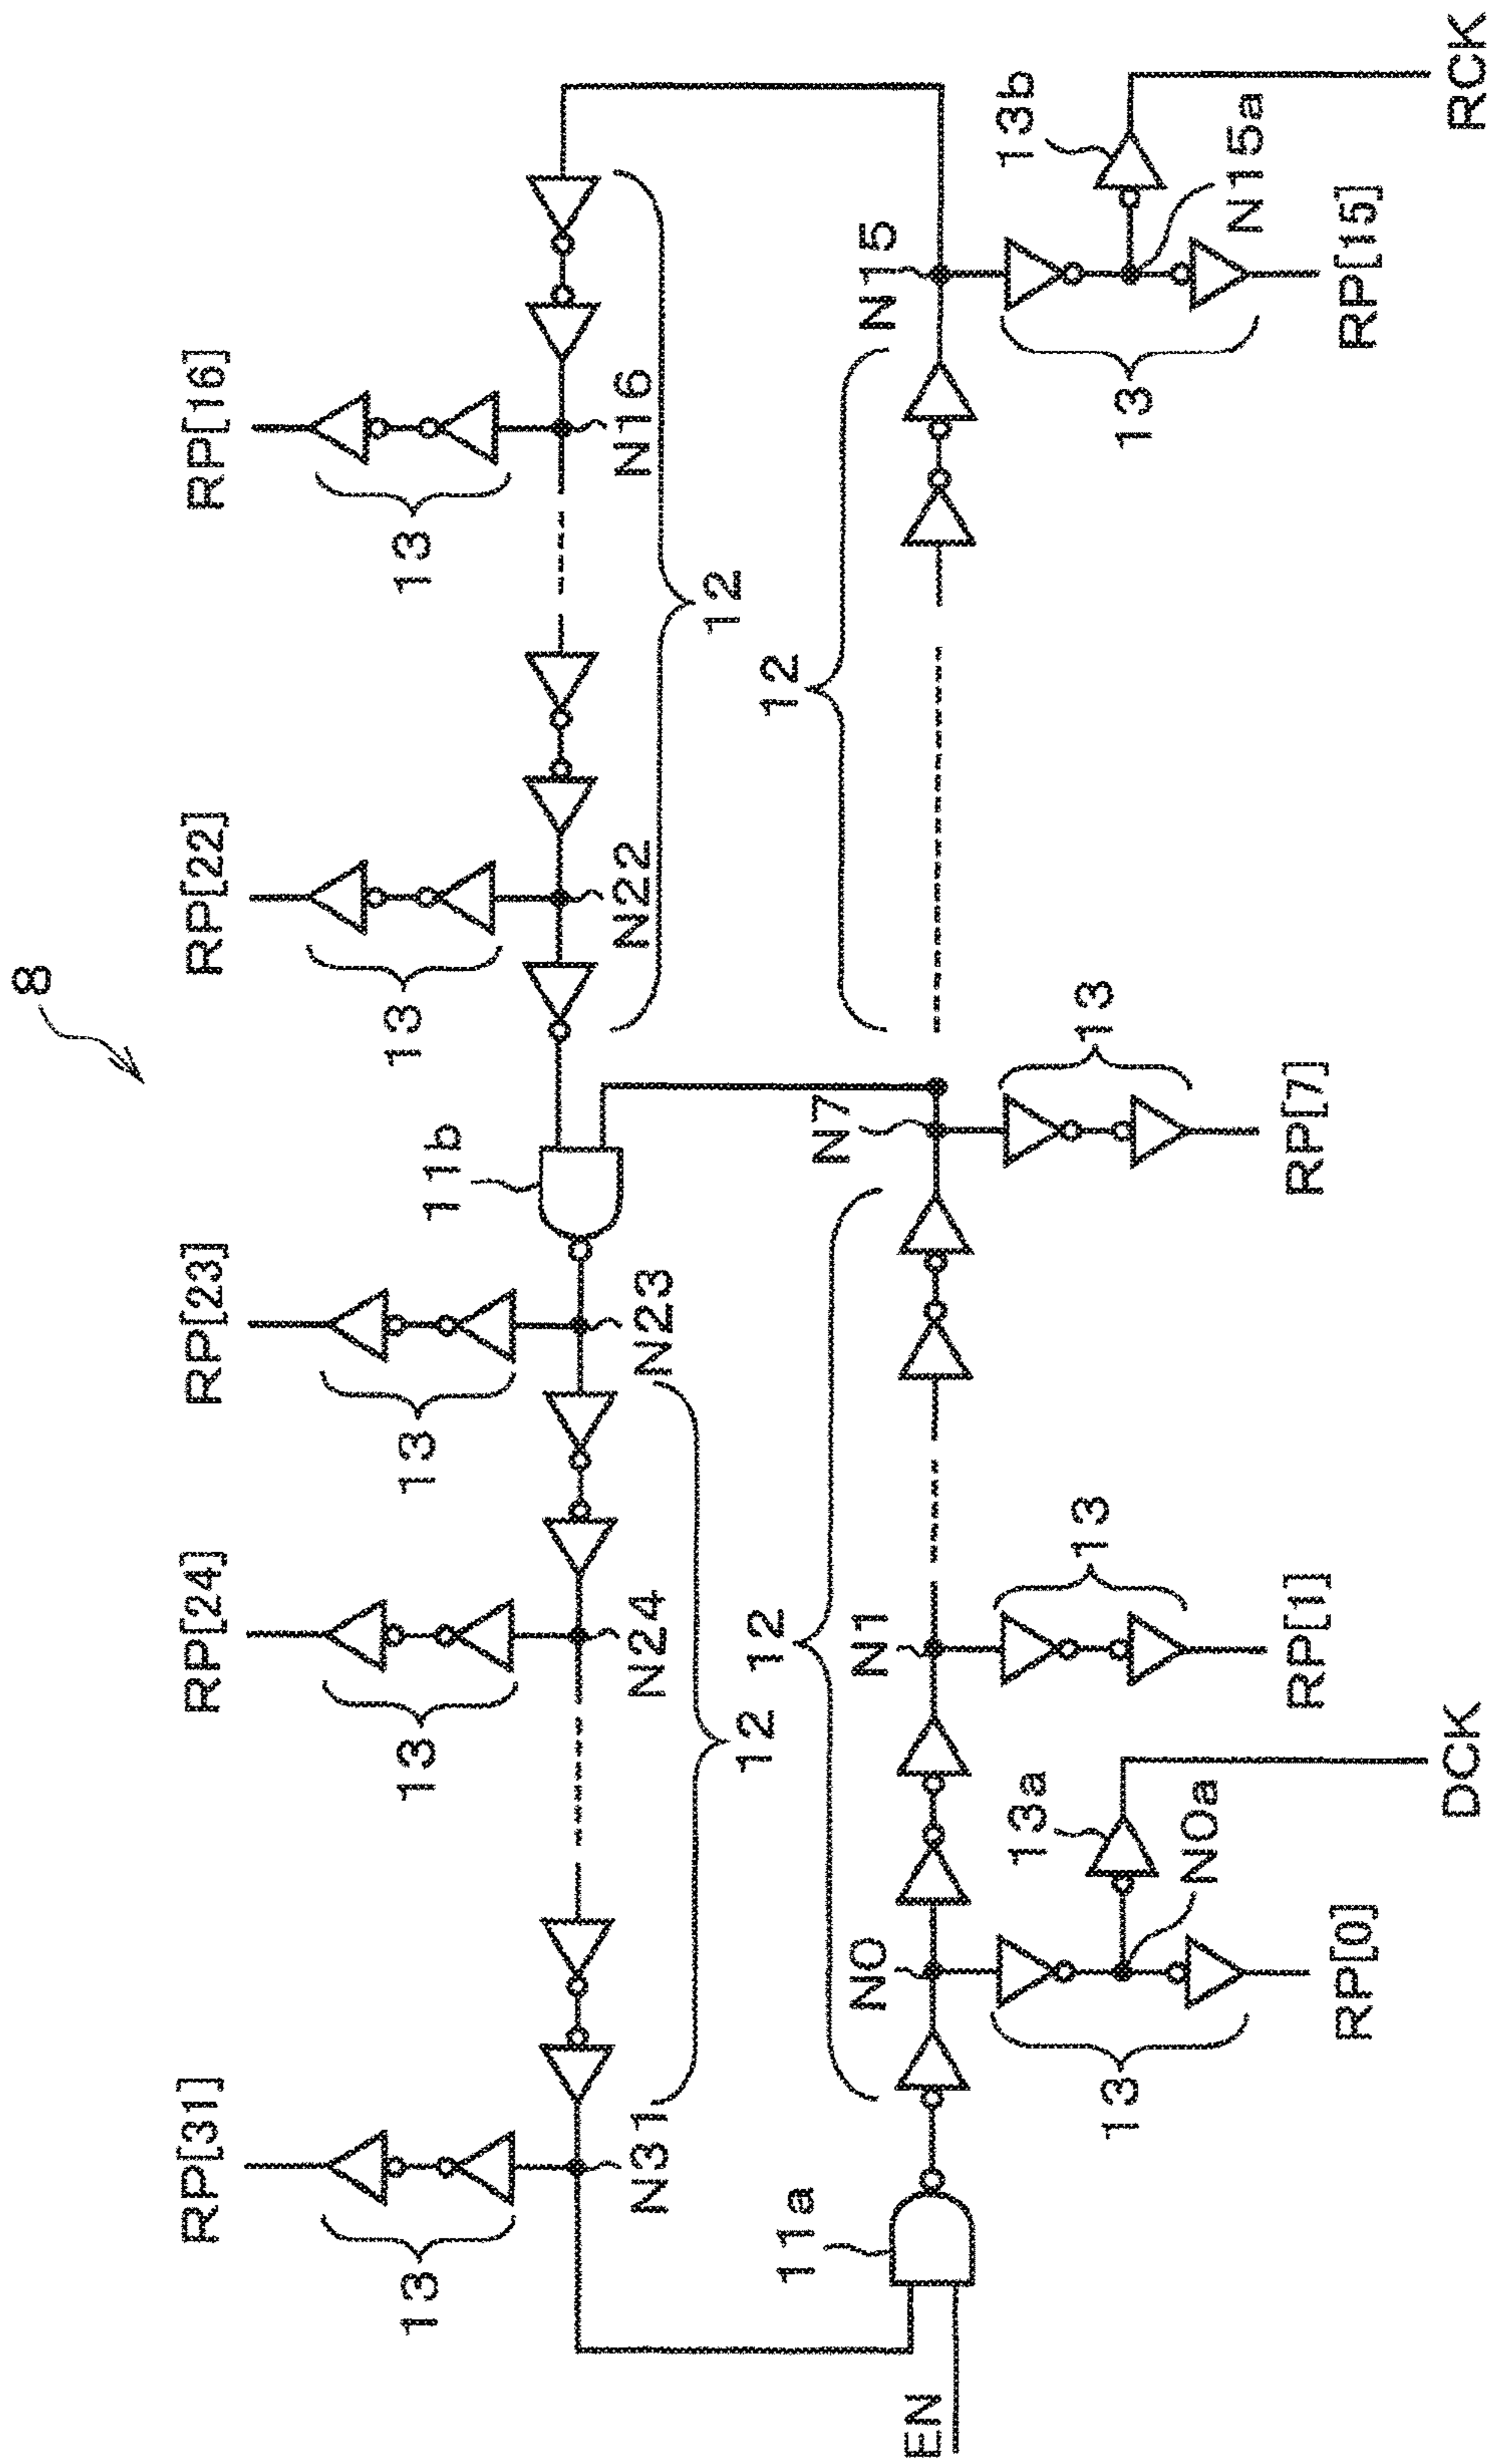 8
RP[31]
RP[24]
RP[23]
RP[22]
RP[16]
13
13
13
13
13
11b
N31
N24
N23
N22
N16
12
12
12
12
11a
N0
N1
N7
N15
EN
13a
13
13
13b
13
N0a
13
N15a
RP[0]
RP[1]
RP[7]
RP[15]
DCK
RCK